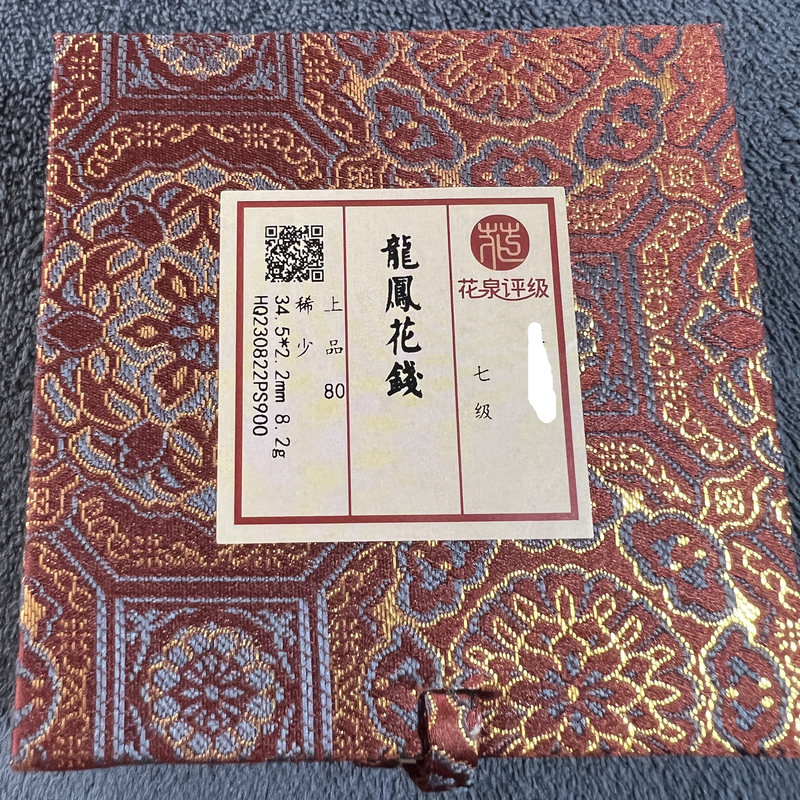 花
花泉评级
七级
龍鳳花錢
上品 80
稀少
34.5*2.2mm 8.2g
HQ230822PS900